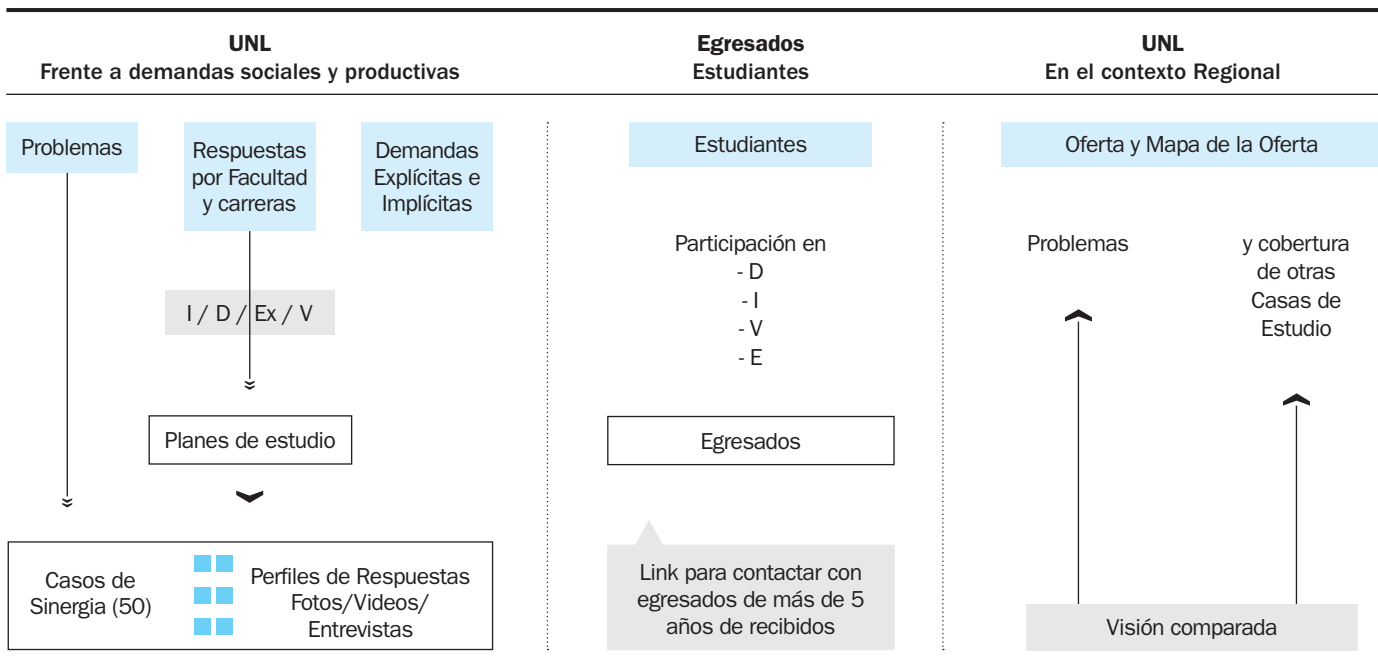 UNL
Frente a demandas sociales y productivas
Egresados
Estudiantes
UNL
En el contexto Regional
Problemas
Respuestas
por Facultad
y carreras
Demandas
Explícitas e
Implícitas
I / D / Ex / V
Planes de estudio
Casos de
Sinergia (50)
Perfiles de Respuestas
Fotos/Videos/
Entrevistas
Estudiantes
Participación en
- D
- I
- V
- E
Egresados
Link para contactar con
egresados de más de 5
años de recibidos
Oferta y Mapa de la Oferta
Problemas
y cobertura
de otras
Casas de
Estudio
Visión comparada